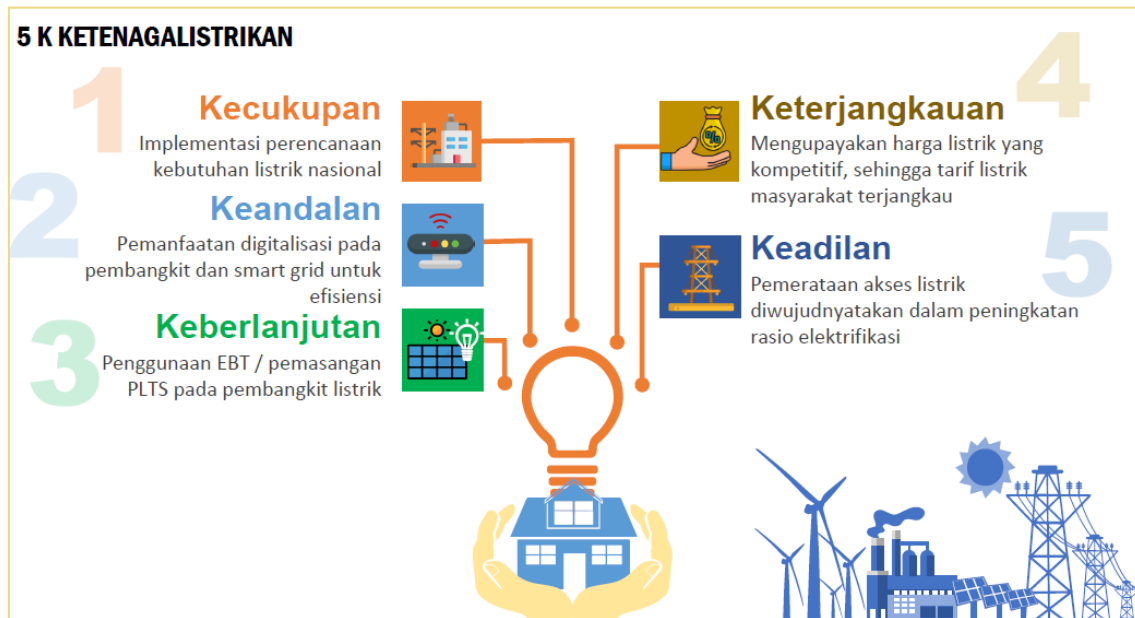 5 K KETENAGALISTRIKAN
1
Kecukupan
Implementasi perencanaan
kebutuhan listrik nasional
2
Keandalan
Pemanfaatan digitalisasi pada
pembangkit dan smart grid untuk
efisiensi
3
Keberlanjutan
Penggunaan EBT / pemasangan
PLTS pada pembangkit listrik
4
Keterjangkauan
Mengupayakan harga listrik yang
kompetitif, sehingga tarif listrik
masyarakat terjangkau
5
Keadilan
Pemerataan akses listrik
diwujudnyatakan dalam peningkatan
rasio elektrifikasi